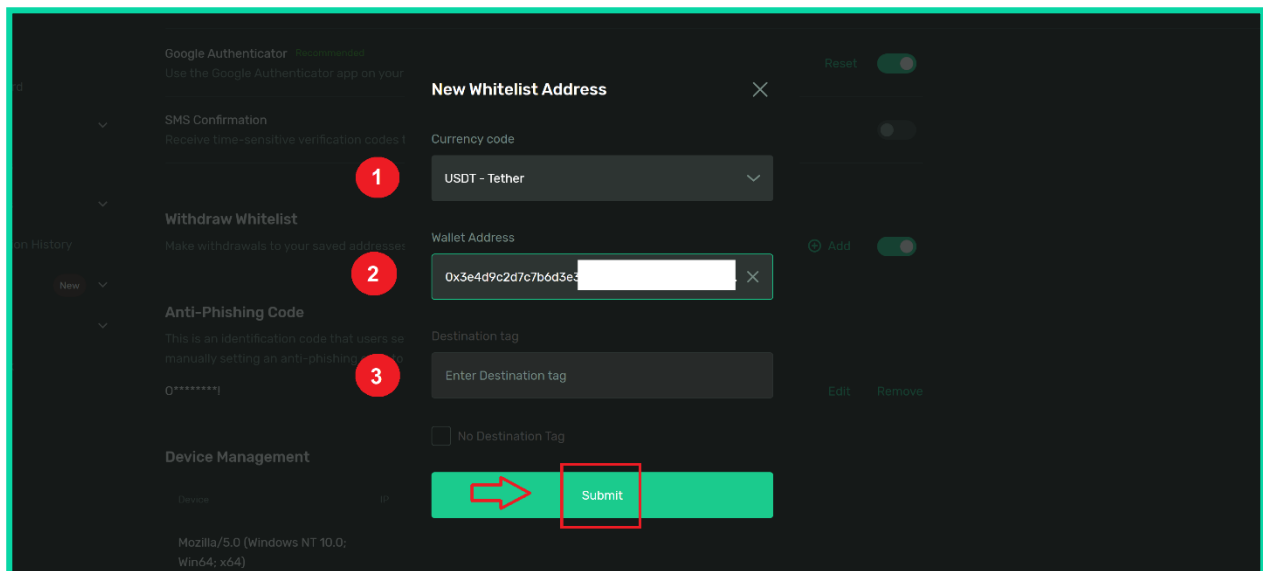 Google Authenticator Recommended
Use the Google Authenticator app on your
Reset
rd
New Whitelist Address
SMS Confirmation
Receive time-sensitive verification codes t
Currency code
1
USDT - Tether
Withdraw Whitelist
Make withdrawals to your saved addresses
Add
on History
Wallet Address
2
0x3e4d9c2d7c7b6d3e3
New
Anti-Phishing Code
This is an identification code that users se
manually setting an anti-phishing
to
O********l
Edit Remove
Destination tag
3
Enter Destination tag
No Destination Tag
Submit
Device Management
Device IP
Mozilla/5.0 (Windows NT 10.0;
Win64; x64)